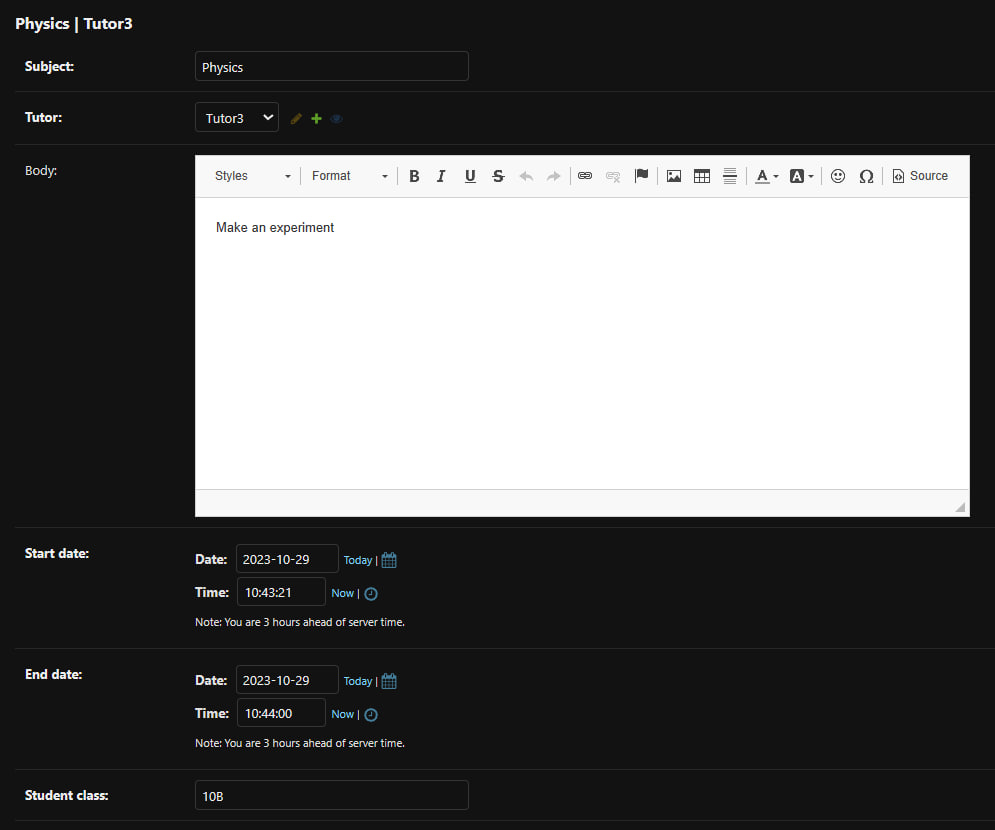 Physics | Tutor3
Subject: Physics
Tutor: Tutor3
Body: Styles Format B I U S A A Ω Source
Make an experiment
Start date: Date: 2023-10-29 Today |
Time: 10:43:21 Now |
Note: You are 3 hours ahead of server time.
End date: Date: 2023-10-29 Today |
Time: 10:44:00 Now |
Note: You are 3 hours ahead of server time.
Student class: 10B